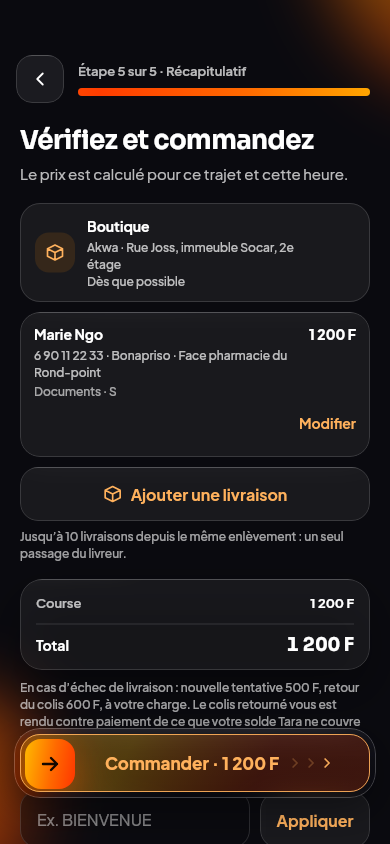 Étape 5 sur 5 · Récapitulatif
Vérifiez et commandez
Le prix est calculé pour ce trajet et cette heure.
Boutique
Akwa · Rue Joss, immeuble Socar, 2e
étage
Dès que possible
Marie Ngo 1 200 F
6 90 11 22 33 · Bonapriso · Face pharmacie du
Rond-point
Documents · S
Modifier
Ajouter une livraison
Jusqu’à 10 livraisons depuis le même enlèvement : un seul
passage du livreur.
Course 1 200 F
Total 1 200 F
En cas d’échec de livraison : nouvelle tentative 500 F, retour
du colis 600 F, à votre charge. Le colis retourné vous est
rendu contre paiement de ce que votre solde Tara ne couvre
Commander · 1 200 F
Ex. BIENVENUE Appliquer